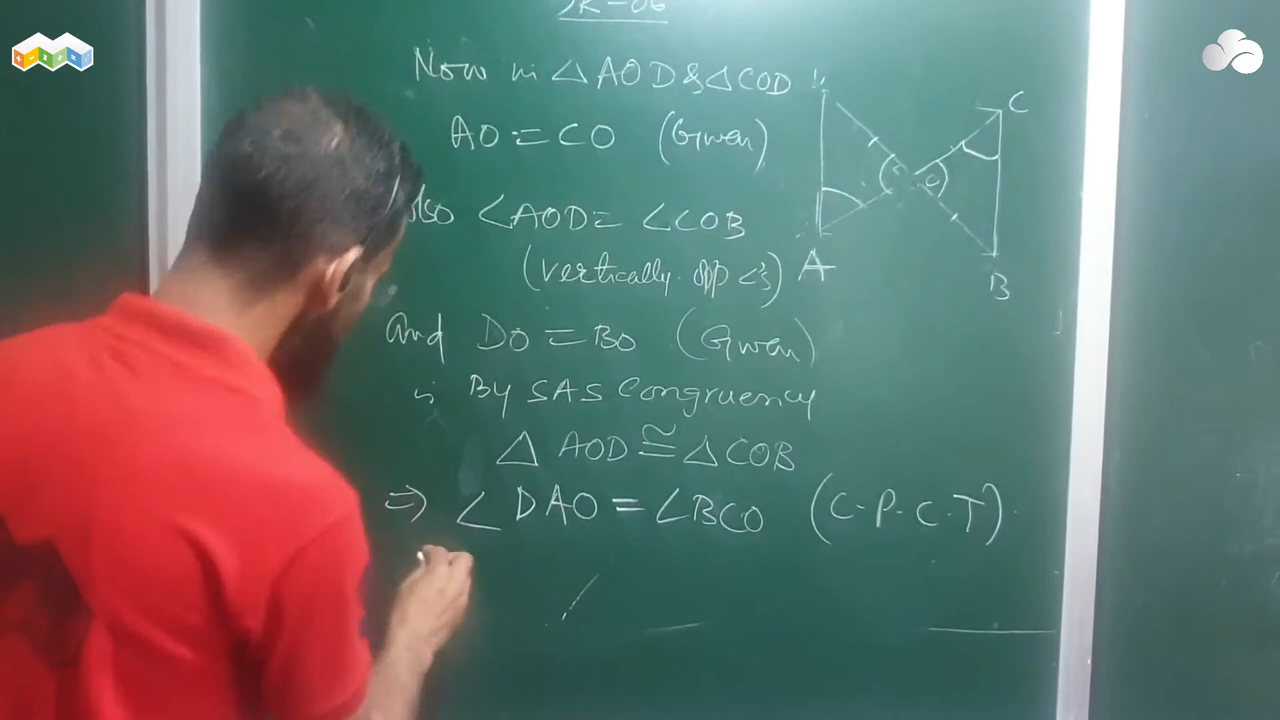 Now in △AOD & △COD
AO = CO (Given)
∠AOD = ∠COB
(vertically opp ∠'s)
and DO = BO (Given)
By SAS Congruency
△ AOD ≅ △ COB
⇒ ∠DAO = ∠BCO (C.P.C.T).
C
O
A
B